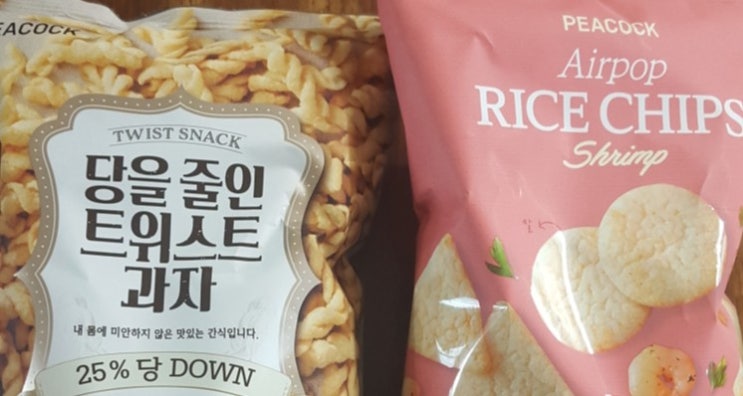 PEACOCK
TWIST SNACK
당을 줄인
트위스트
과자
내 몸에 미안하지 않은 맛있는 간식입니다.
25% 당 DOWN
PEACOCK
Airpop
RICE CHIPS
Shrimp
쌀